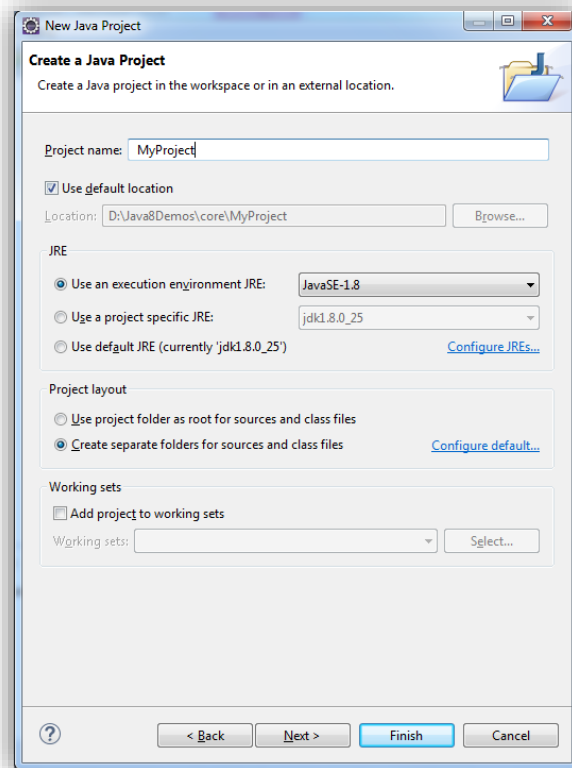 New Java Project
Create a Java Project
Create a Java project in the workspace or in an external location.
Project name: MyProject
Use default location
Location: D:\Java8Demos\core\MyProject Browse...
JRE
Use an execution environment JRE: JavaSE-1.8
Use a project specific JRE: jdk1.8.0_25
Use default JRE (currently 'jdk1.8.0_25') Configure JREs...
Project layout
Use project folder as root for sources and class files
Create separate folders for sources and class files Configure default...
Working sets
Add project to working sets
Working sets: Select...
? < Back Next > Finish Cancel